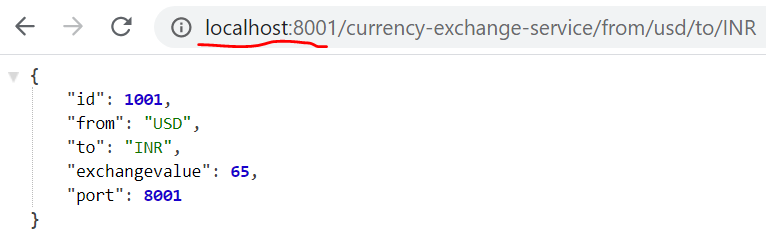 localhost:8001/currency-exchange-service/from/usd/to/INR
{
"id": 1001,
"from": "USD",
"to": "INR",
"exchangevalue": 65,
"port": 8001
}